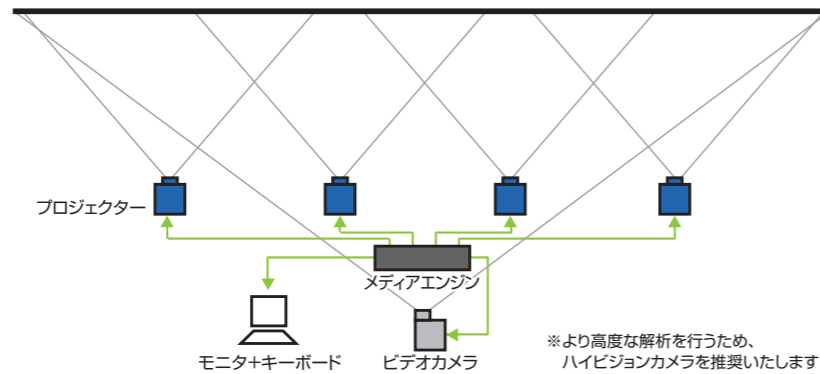 プロジェクター
メディアエンジン
モニタ+キーボード
ビデオカメラ
※より高度な解析を行うため、
ハイビジョンカメラを推奨いたします